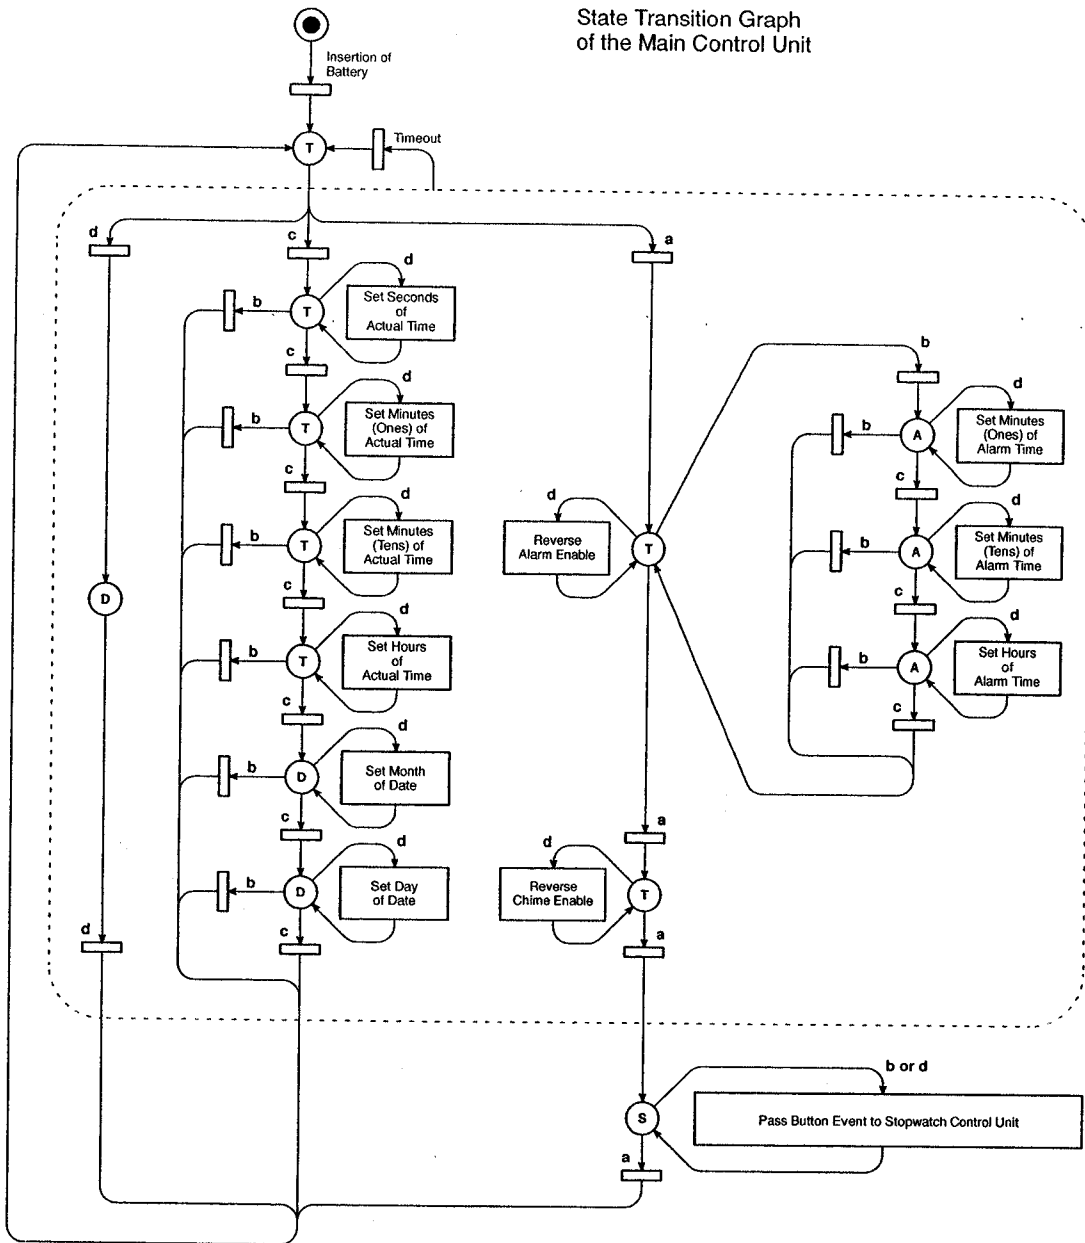 State Transition Graph
of the Main Control Unit
Insertion of
Battery
T
Timeout
d
c
a
d
T
b
Set Seconds
of
Actual Time
c
b
d
T
b
Set Minutes
(Ones) of
Actual Time
d
A
b
Set Minutes
(Ones) of
Alarm Time
c
c
d
T
b
Set Minutes
(Tens) of
Actual Time
d
Reverse
Alarm Enable
T
d
A
b
Set Minutes
(Tens) of
Alarm Time
D
c
c
d
T
b
Set Hours
of
Actual Time
d
A
b
Set Hours
of
Alarm Time
c
c
d
D
b
Set Month
of Date
c
a
d
D
b
Set Day
of Date
d
Reverse
Chime Enable
T
d
c
a
b or d
S
Pass Button Event to Stopwatch Control Unit
a